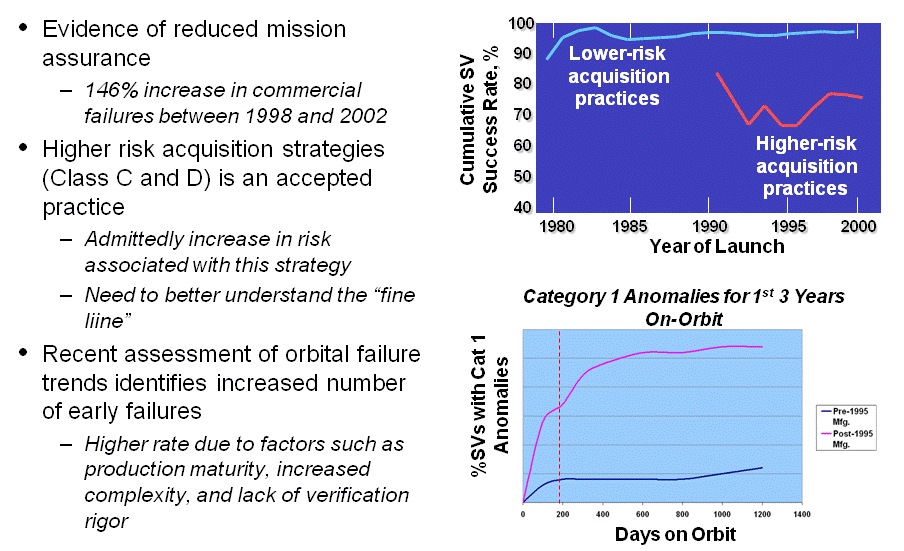 • Evidence of reduced mission
assurance
– 146% increase in commercial
failures between 1998 and 2002
• Higher risk acquisition strategies
(Class C and D) is an accepted
practice
– Admittedly increase in risk
associated with this strategy
– Need to better understand the “fine
liine”
• Recent assessment of orbital failure
trends identifies increased number
of early failures
– Higher rate due to factors such as
production maturity, increased
complexity, and lack of verification
rigor
Cumulative SV
Success Rate, %
100
90
80
70
60
50
40
Lower-risk
acquisition
practices
Higher-risk
acquisition
practices
1980 1985 1990 1995 2000
Year of Launch
Category 1 Anomalies for 1st 3 Years
On-Orbit
%SVs with Cat 1
Anomalies
Pre-1995
Mfg.
Post-1995
Mfg.
0 200 400 600 800 1000 1200 1400
Days on Orbit